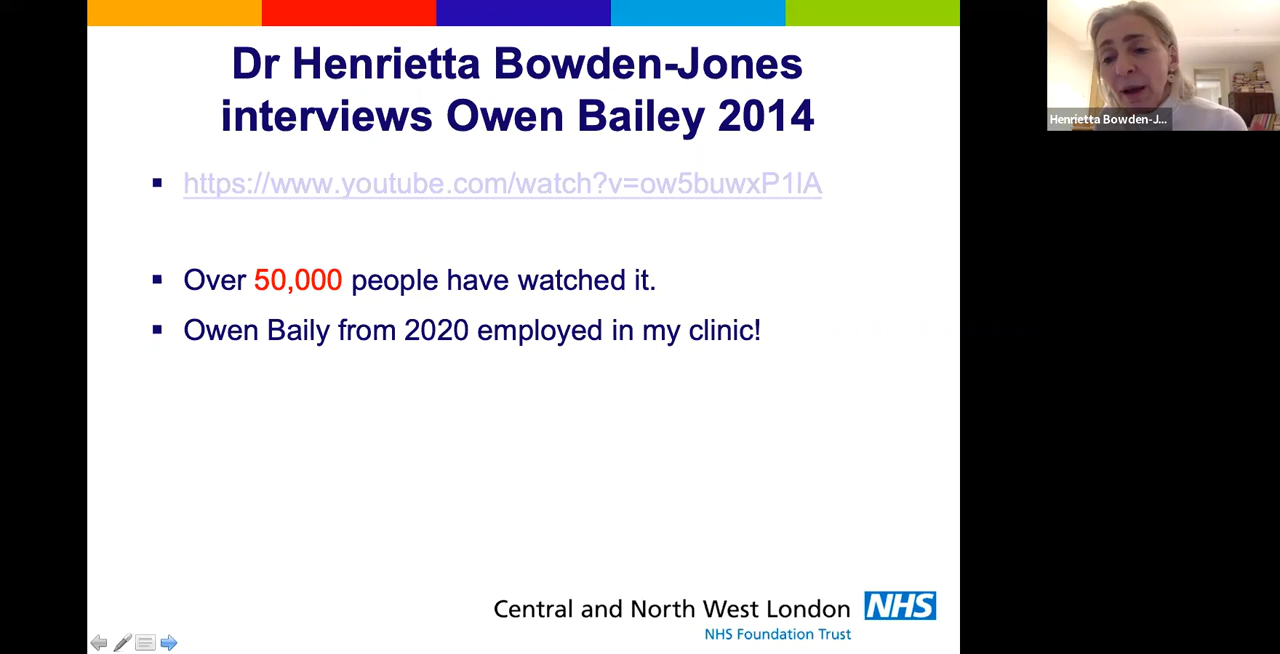 Dr Henrietta Bowden-Jones
interviews Owen Bailey 2014
Henrietta Bowden-J...
https://www.youtube.com/watch?v=ow5buwxP1lA
Over 50,000 people have watched it.
Owen Baily from 2020 employed in my clinic!
Central and North West London NHS
NHS Foundation Trust